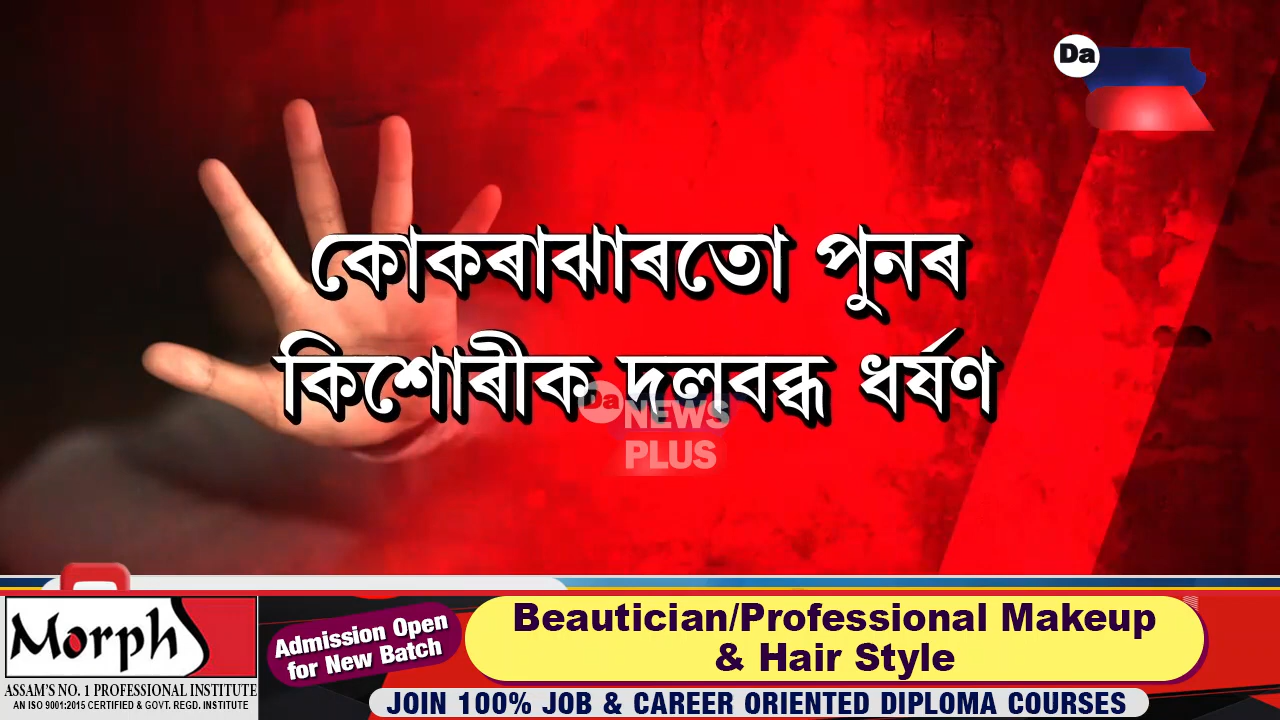 Da
কোকৰাঝাৰতো পুনৰ
কিশোৰীক দলবদ্ধ ধৰ্ষণ
Da NEWS
PLUS
Morph
ASSAM'S NO. 1 PROFESSIONAL INSTITUTE
AN ISO 9001:2015 CERTIFIED & GOVT. REGD. INSTITUTE
Admission Open
for New Batch
Beautician/Professional Makeup
& Hair Style
JOIN 100% JOB & CAREER ORIENTED DIPLOMA COURSES